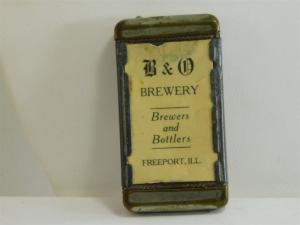 B & O
BREWERY
Brewers
and
Bottlers
FREEPORT, ILL.